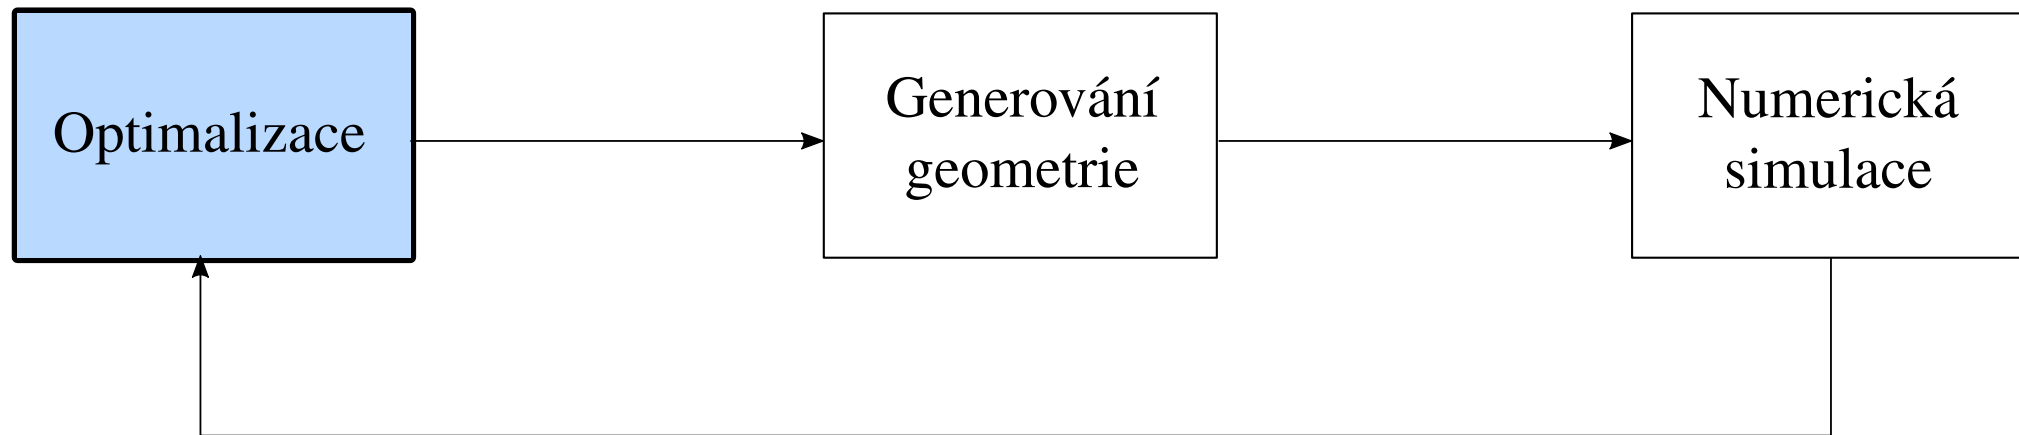 Optimalizace
Generování
geometrie
Numerická
simulace